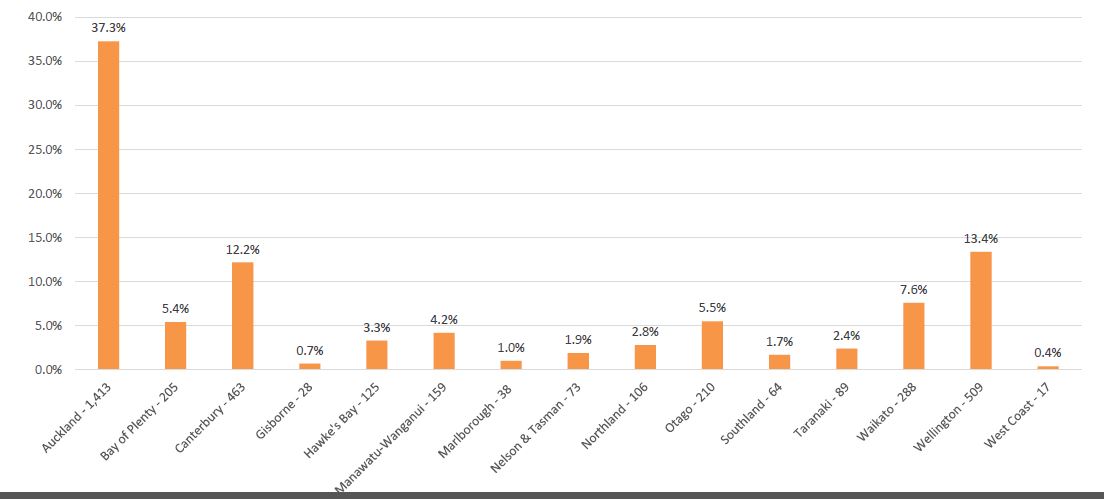 40.0%
35.0%
30.0%
25.0%
20.0%
15.0%
10.0%
5.0%
0.0%
37.3%
5.4%
12.2%
0.7%
3.3%
4.2%
1.0%
1.9%
2.8%
5.5%
1.7%
2.4%
7.6%
13.4%
0.4%
Auckland - 1,413
Bay of Plenty - 205
Canterbury - 463
Gisborne - 28
Hawke's Bay - 125
Manawatu-Wanganui - 159
Marlborough - 38
Nelson & Tasman - 73
Northland - 106
Otago - 210
Southland - 64
Taranaki - 89
Waikato - 288
Wellington - 509
West Coast - 17